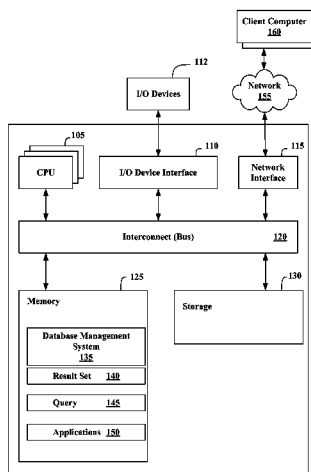 Client Computer
160
112
I/O Devices
Network
155
105
CPU
110
I/O Device Interface
115
Network
Interface
Interconnect (Bus) 120
125
Memory
130
Storage
Database Management
System
135
Result Set 140
Query 145
Applications 150